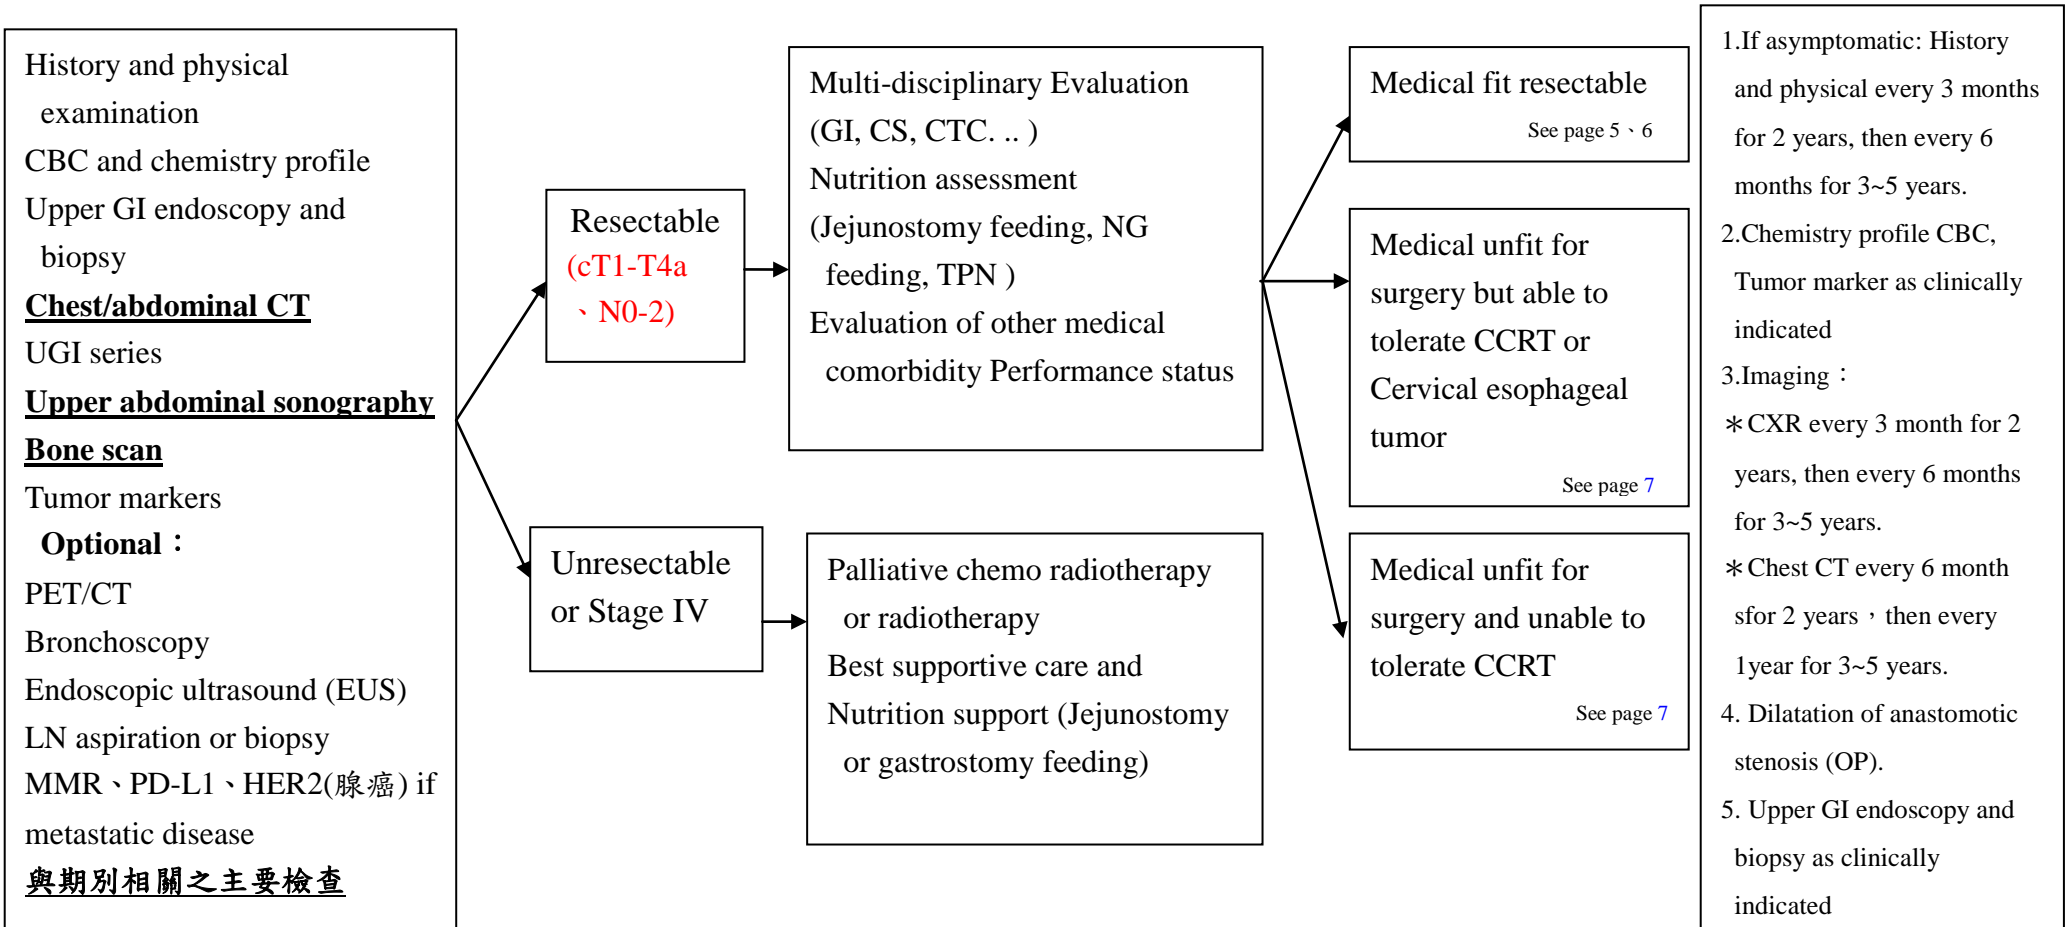 History and physical
examination
CBC and chemistry profile
Upper GI endoscopy and
biopsy
Chest/abdominal CT
UGI series
Upper abdominal sonography
Bone scan
Tumor markers
Optional：
PET/CT
Bronchoscopy
Endoscopic ultrasound (EUS)
LN aspiration or biopsy
MMR、PD-L1、HER2(腺癌) if
metastatic disease
與期別相關之主要檢查
Resectable
(cT1-T4a
、N0-2)
Unresectable
or Stage IV
Multi-disciplinary Evaluation
(GI, CS, CTC. .. )
Nutrition assessment
(Jejunostomy feeding, NG
feeding, TPN )
Evaluation of other medical
comorbidity Performance status
Palliative chemo radiotherapy
or radiotherapy
Best supportive care and
Nutrition support (Jejunostomy
or gastrostomy feeding)
Medical fit resectable
See page 5、6
Medical unfit for
surgery but able to
tolerate CCRT or
Cervical esophageal
tumor
See page 7
Medical unfit for
surgery and unable to
tolerate CCRT
See page 7
1.If asymptomatic: History
and physical every 3 months
for 2 years, then every 6
months for 3~5 years.
2.Chemistry profile CBC,
Tumor marker as clinically
indicated
3.Imaging：
＊CXR every 3 month for 2
years, then every 6 months
for 3~5 years.
＊Chest CT every 6 month
sfor 2 years，then every
1year for 3~5 years.
4. Dilatation of anastomotic
stenosis (OP).
5. Upper GI endoscopy and
biopsy as clinically
indicated